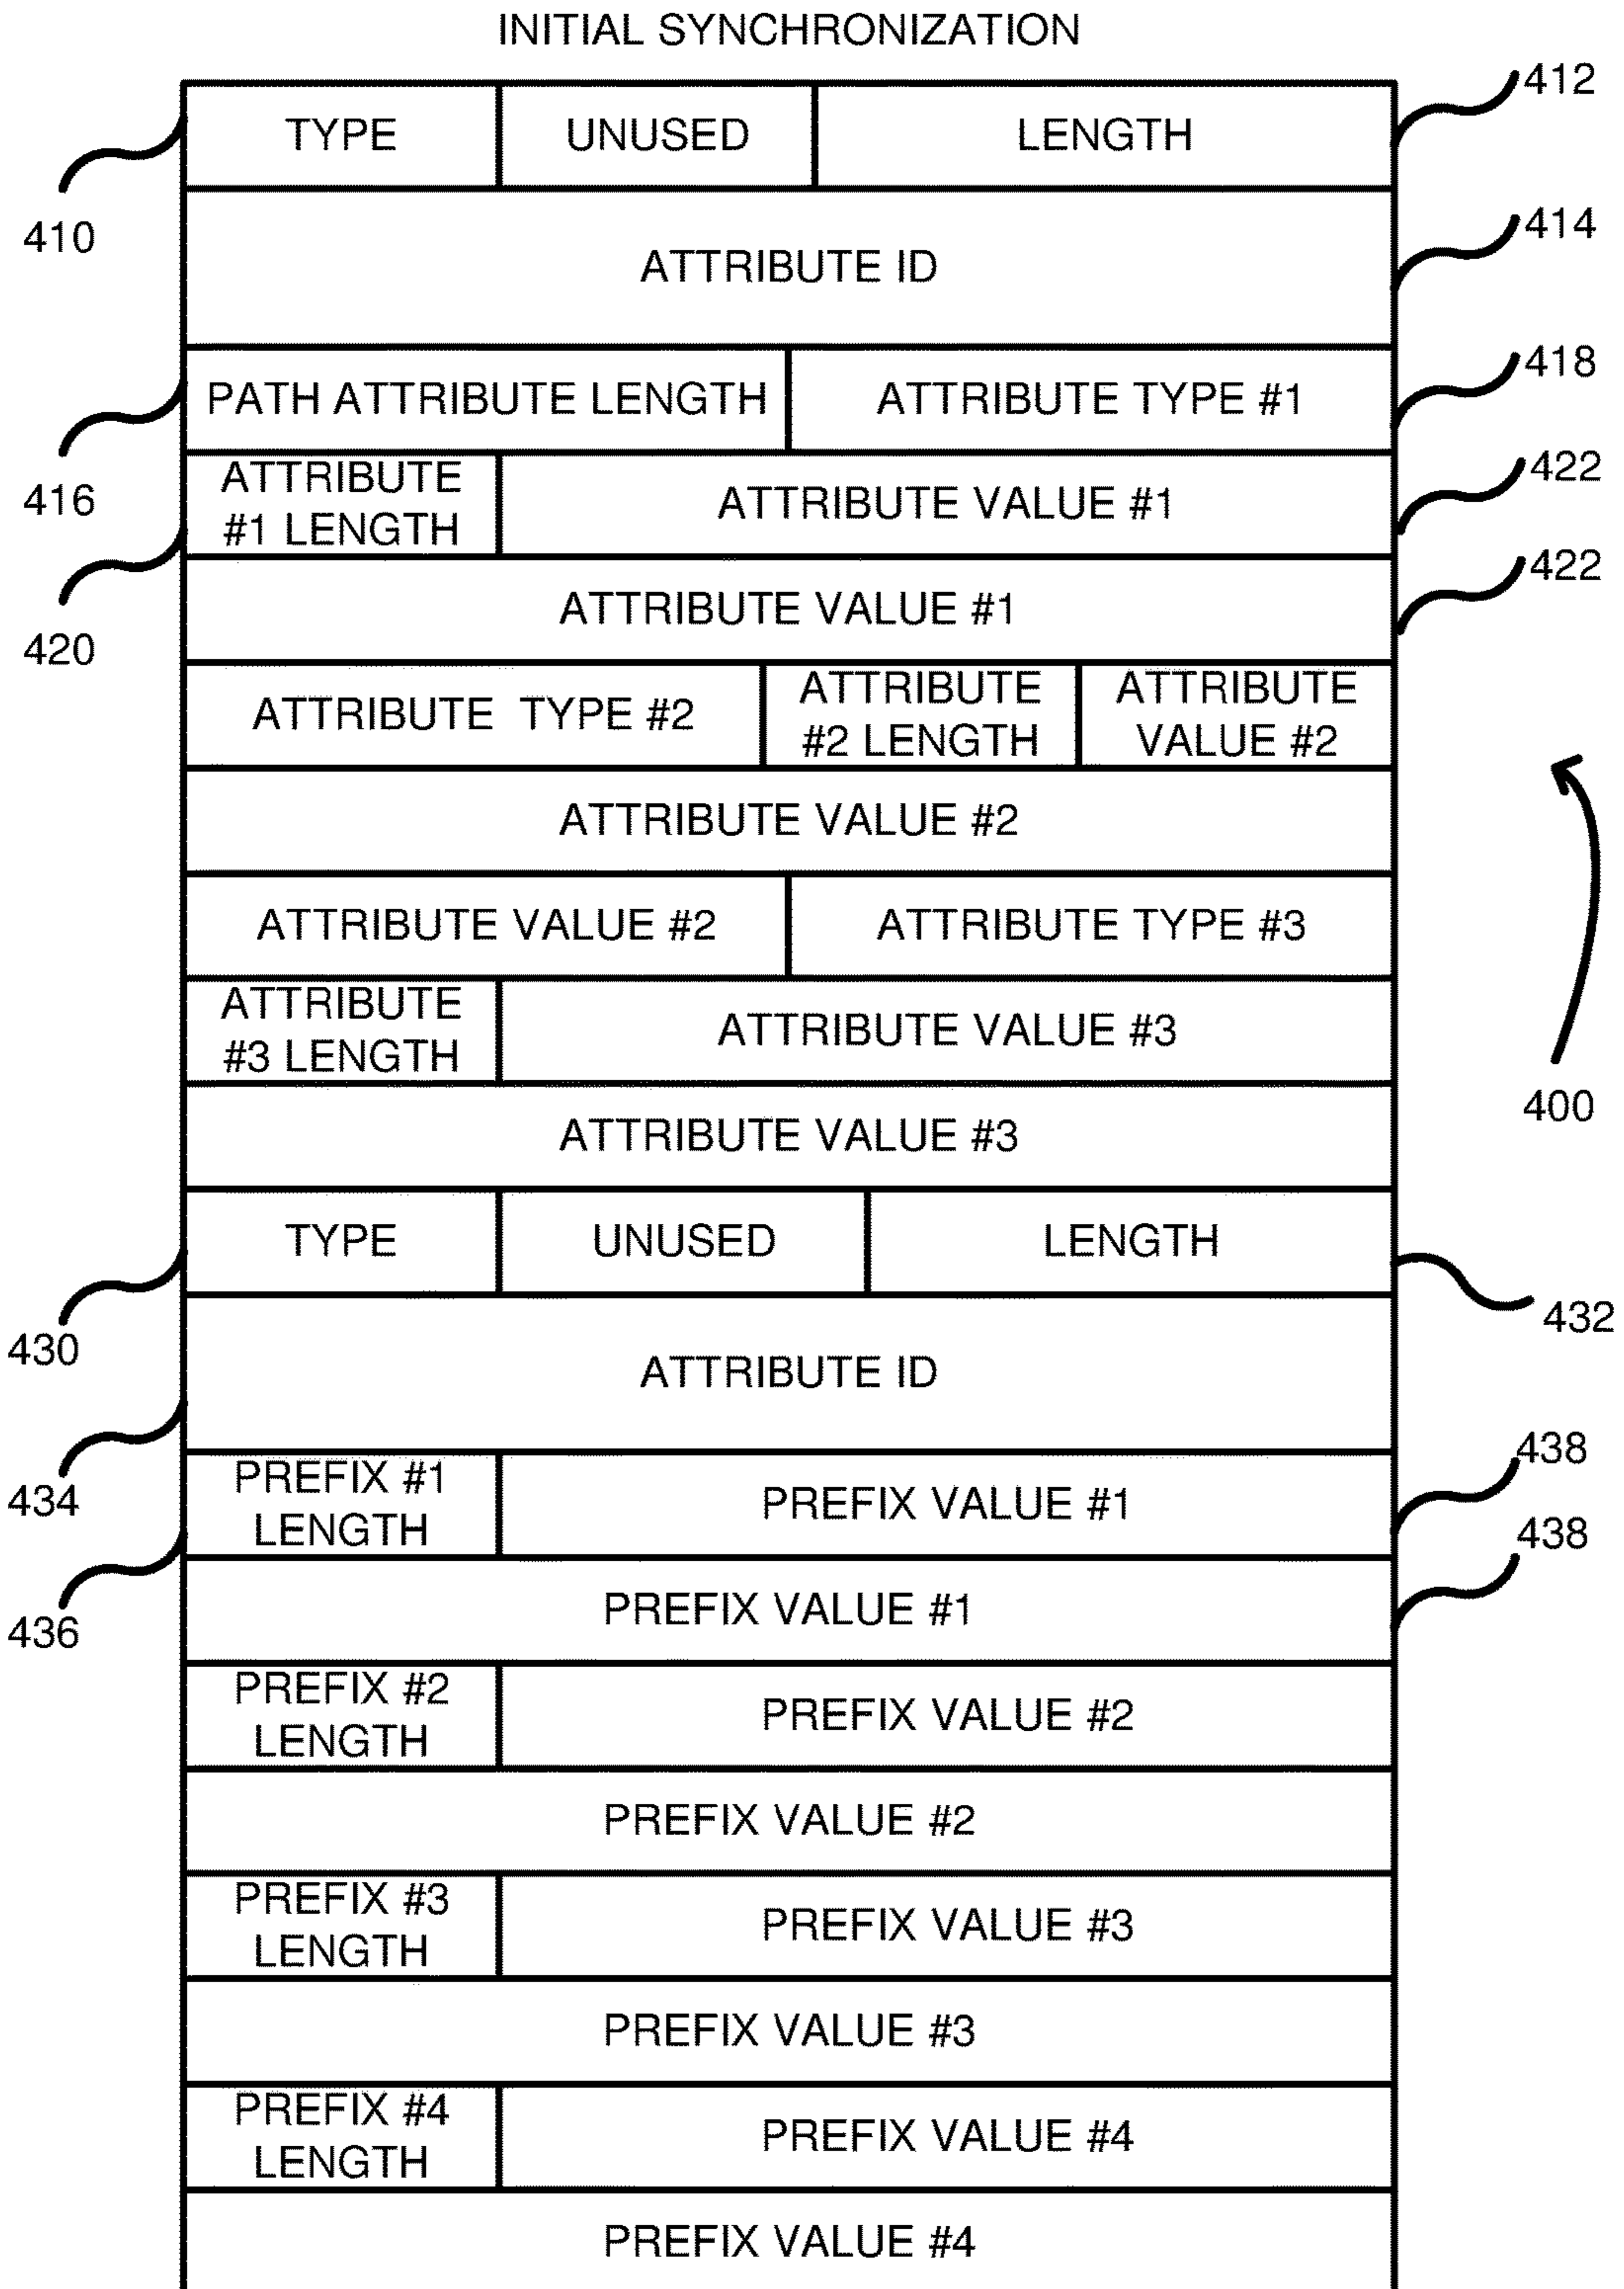 INITIAL SYNCHRONIZATION
TYPE UNUSED LENGTH 412
410
ATTRIBUTE ID 414
PATH ATTRIBUTE LENGTH ATTRIBUTE TYPE #1 418
416
ATTRIBUTE
#1 LENGTH
ATTRIBUTE VALUE #1 422
420
ATTRIBUTE VALUE #1 422
ATTRIBUTE TYPE #2
ATTRIBUTE
#2 LENGTH
ATTRIBUTE
VALUE #2
ATTRIBUTE VALUE #2
ATTRIBUTE VALUE #2 ATTRIBUTE TYPE #3
ATTRIBUTE
#3 LENGTH
ATTRIBUTE VALUE #3
400
ATTRIBUTE VALUE #3
TYPE UNUSED LENGTH
430
432
ATTRIBUTE ID
434
PREFIX #1
LENGTH
PREFIX VALUE #1 438
436
PREFIX VALUE #1 438
PREFIX #2
LENGTH
PREFIX VALUE #2
PREFIX VALUE #2
PREFIX #3
LENGTH
PREFIX VALUE #3
PREFIX VALUE #3
PREFIX #4
LENGTH
PREFIX VALUE #4
PREFIX VALUE #4